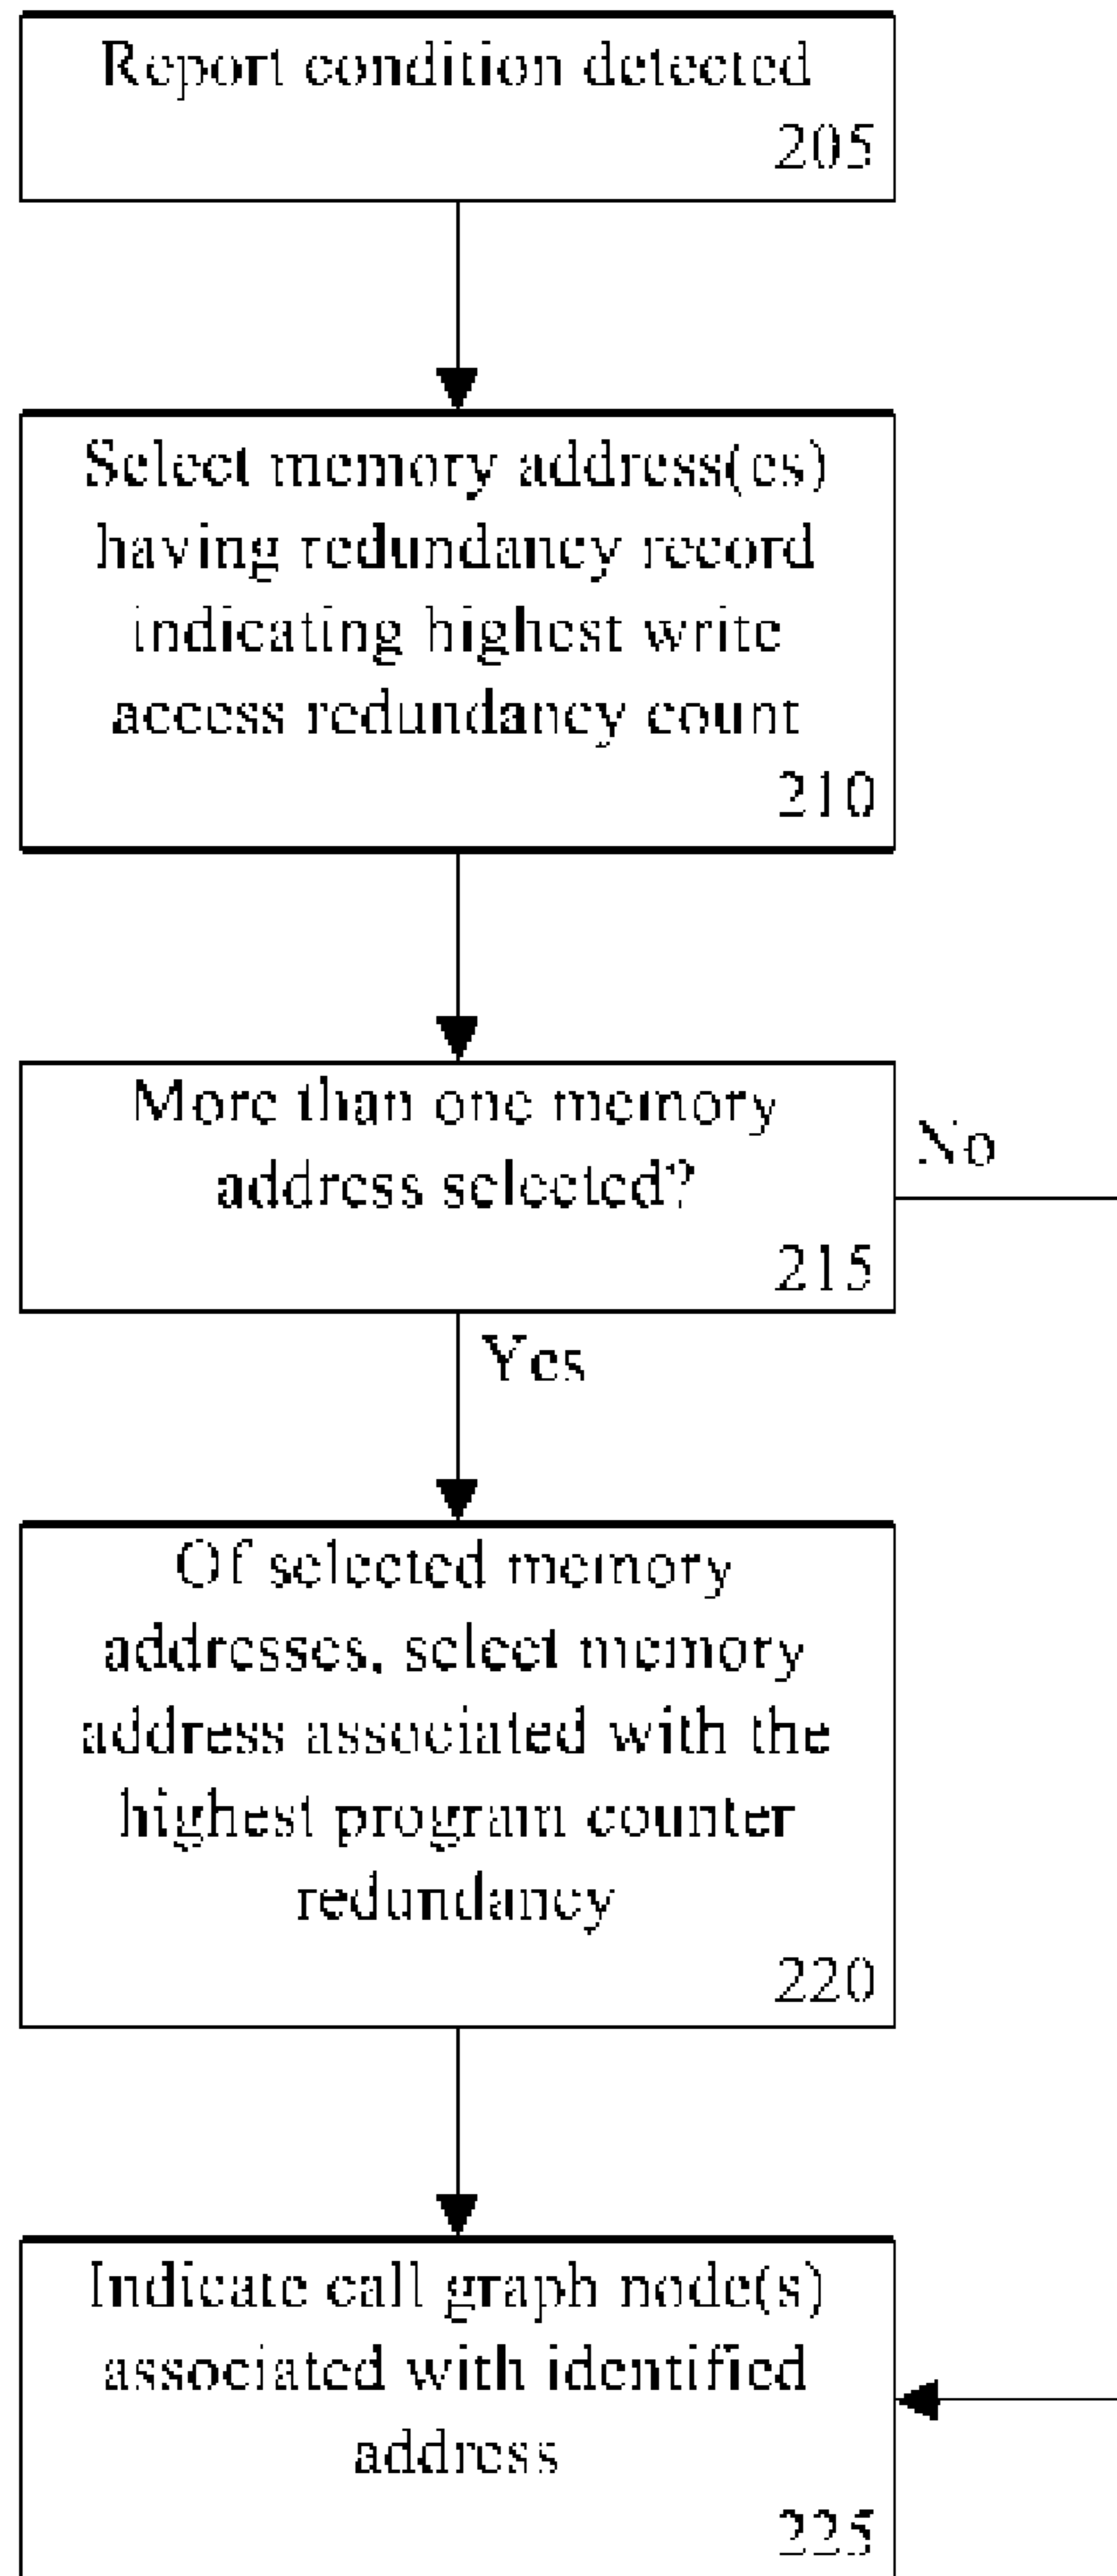 Report condition detected
205
Select memory address(es)
having redundancy record
indicating highest write
access redundancy count
210
More than one memory
address selected?
No
215
Yes
Of selected memory
addresses, select memory
address associated with the
highest program counter
redundancy
220
Indicate call graph node(s)
associated with identified
address
225